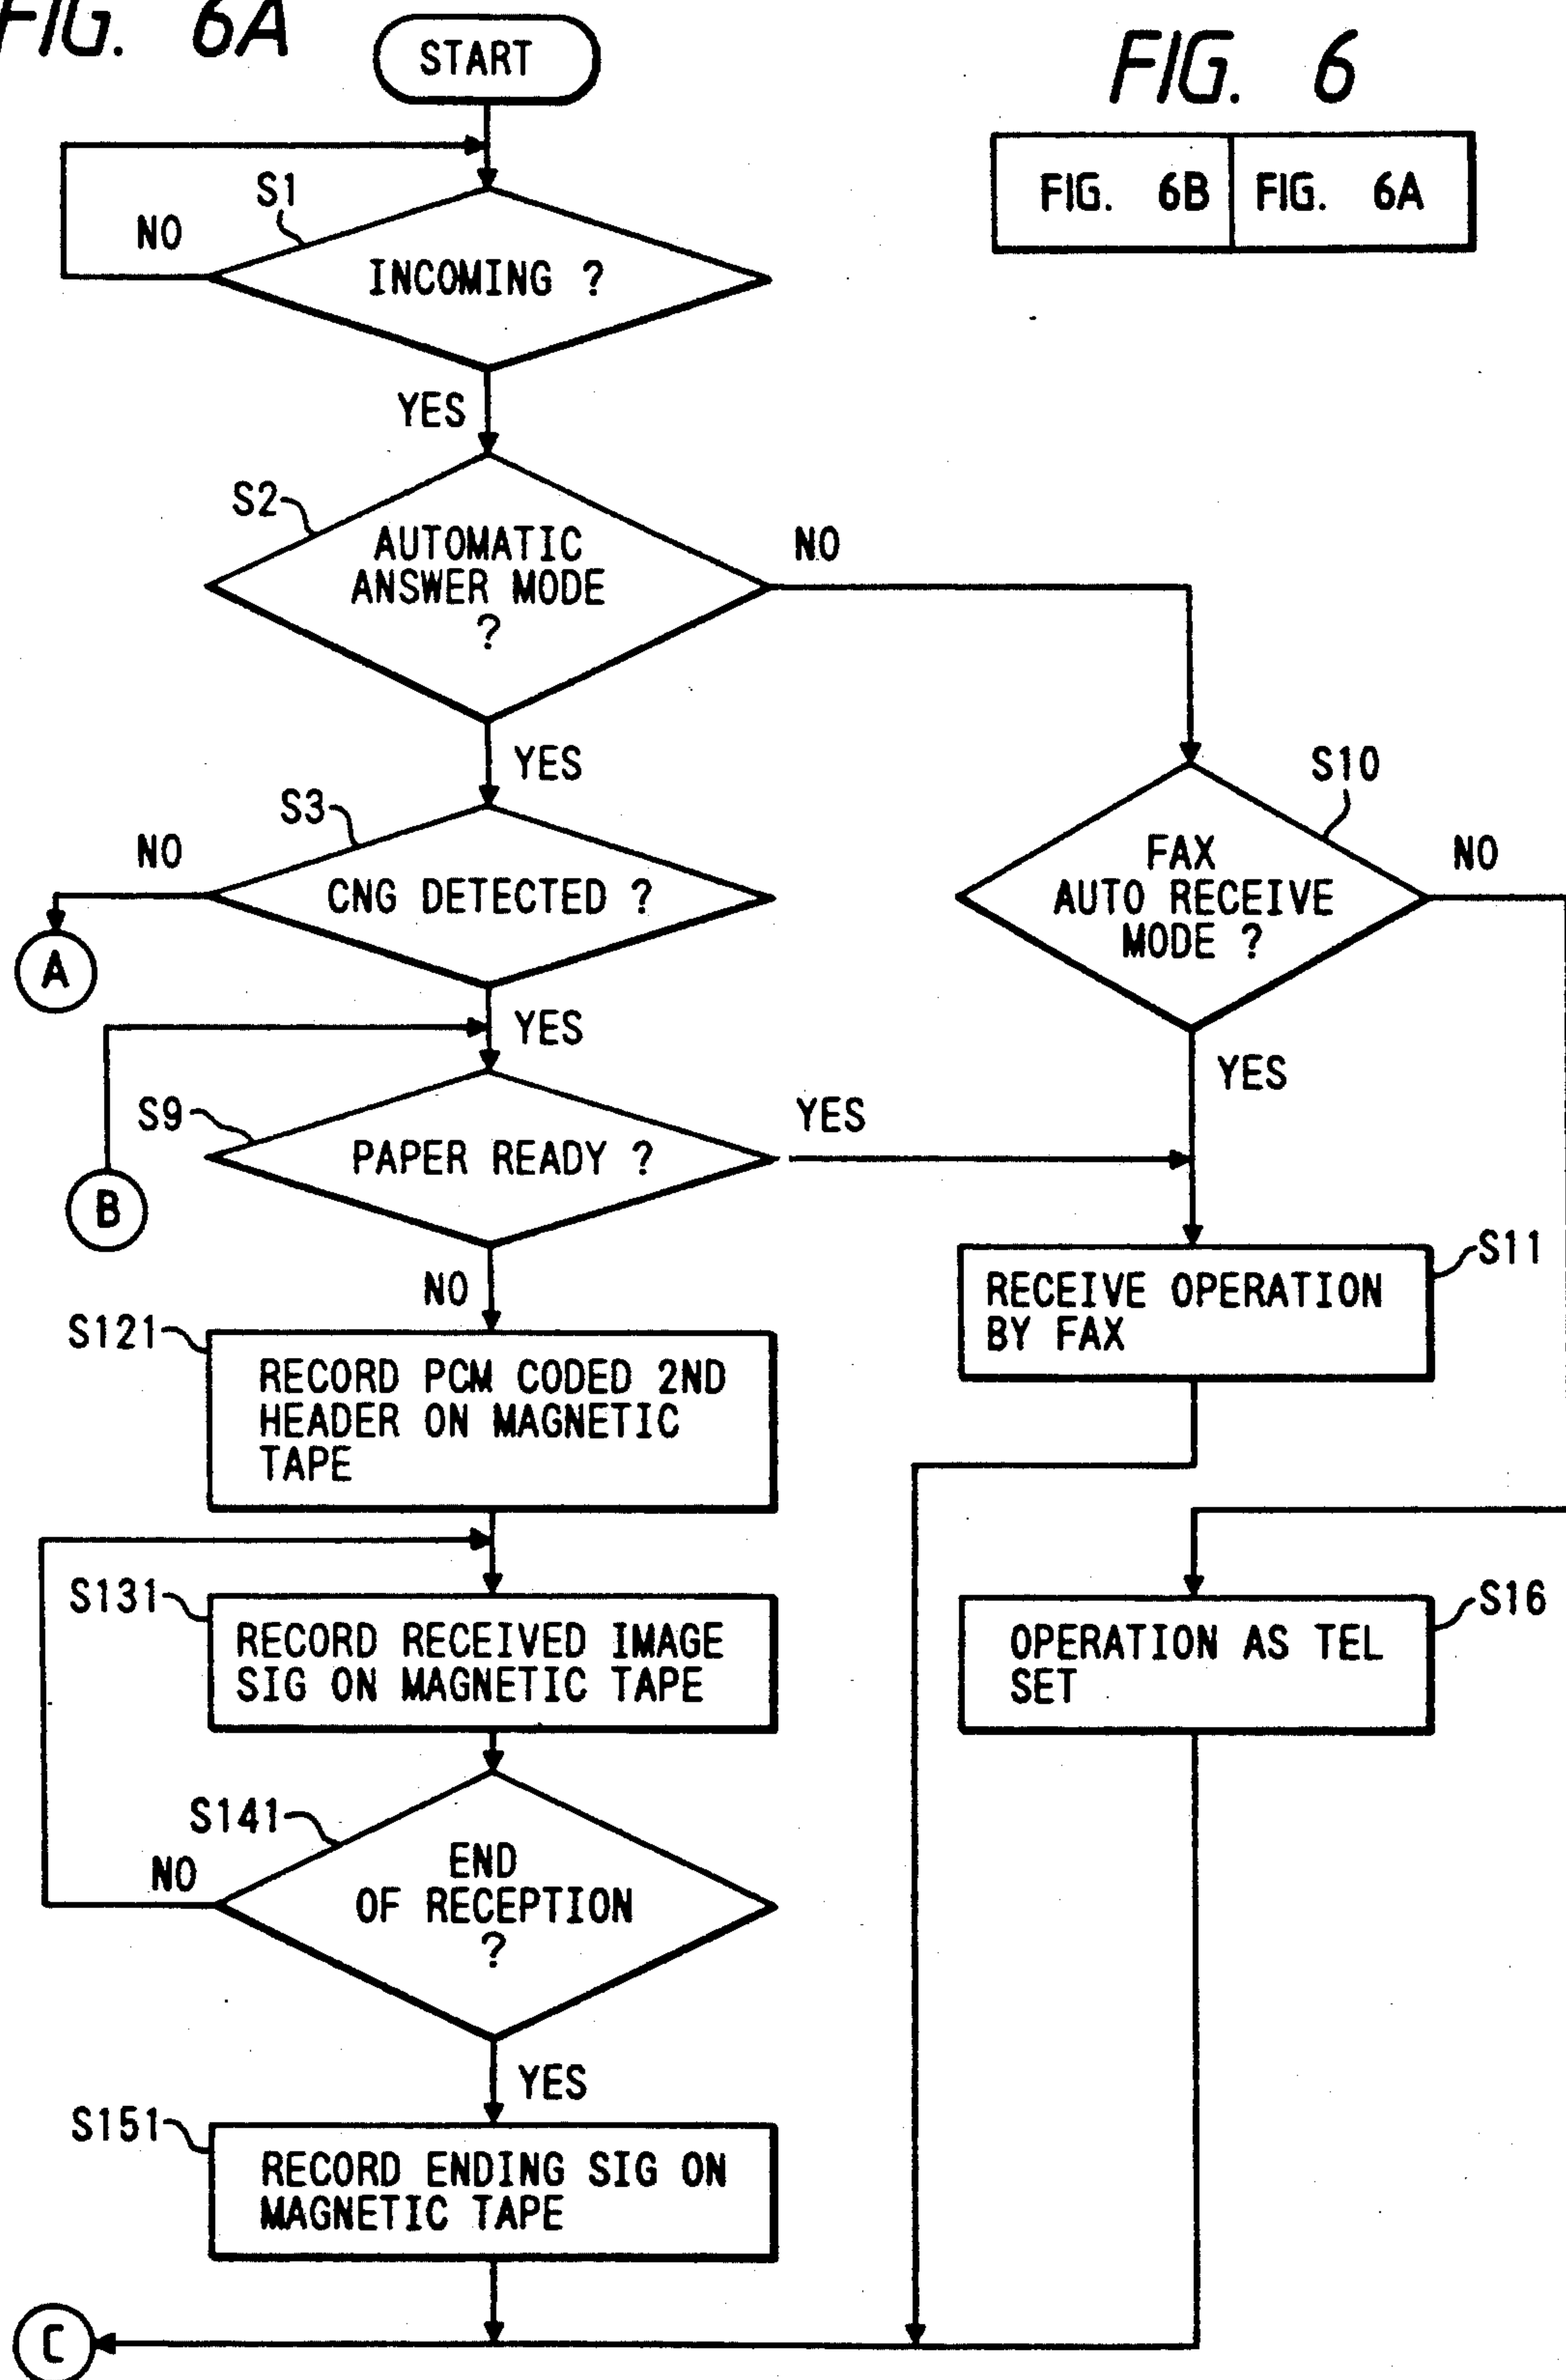 FIG. 6A
START
FIG. 6
FIG. 6B
FIG. 6A
S1
NO
INCOMING ?
YES
S2
AUTOMATIC
ANSWER MODE
?
NO
YES
S3
NO
CNG DETECTED ?
A
YES
S10
FAX
AUTO RECEIVE
MODE ?
NO
YES
S9
PAPER READY ?
YES
B
NO
S11
RECEIVE OPERATION
BY FAX
S121
RECORD PCM CODED 2ND
HEADER ON MAGNETIC
TAPE
S131
RECORD RECEIVED IMAGE
SIG ON MAGNETIC TAPE
S16
OPERATION AS TEL
SET
S141
NO
END
OF RECEPTION
?
YES
S151
RECORD ENDING SIG ON
MAGNETIC TAPE
C